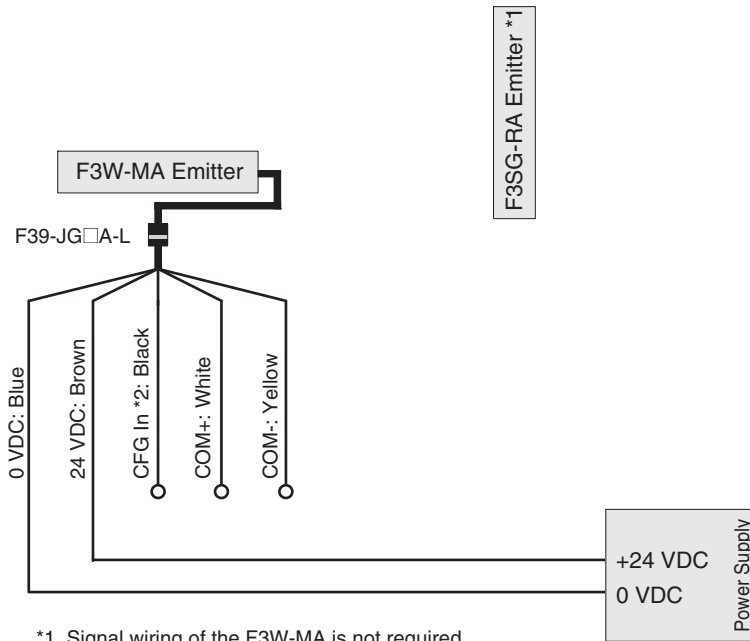 F3SG-RA Emitter *1
F3W-MA Emitter
F39-JG□A-L
0 VDC: Blue
24 VDC: Brown
CFG In *2: Black
COM+: White
COM-: Yellow
+24 VDC
0 VDC
Power Supply
*1. Signal wiring of the F3W-MA is not required.